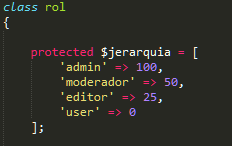 class rol
{
protected $jerarquia = [
'admin' => 100,
'moderador' => 50,
'editor' => 25,
'user' => 0
];